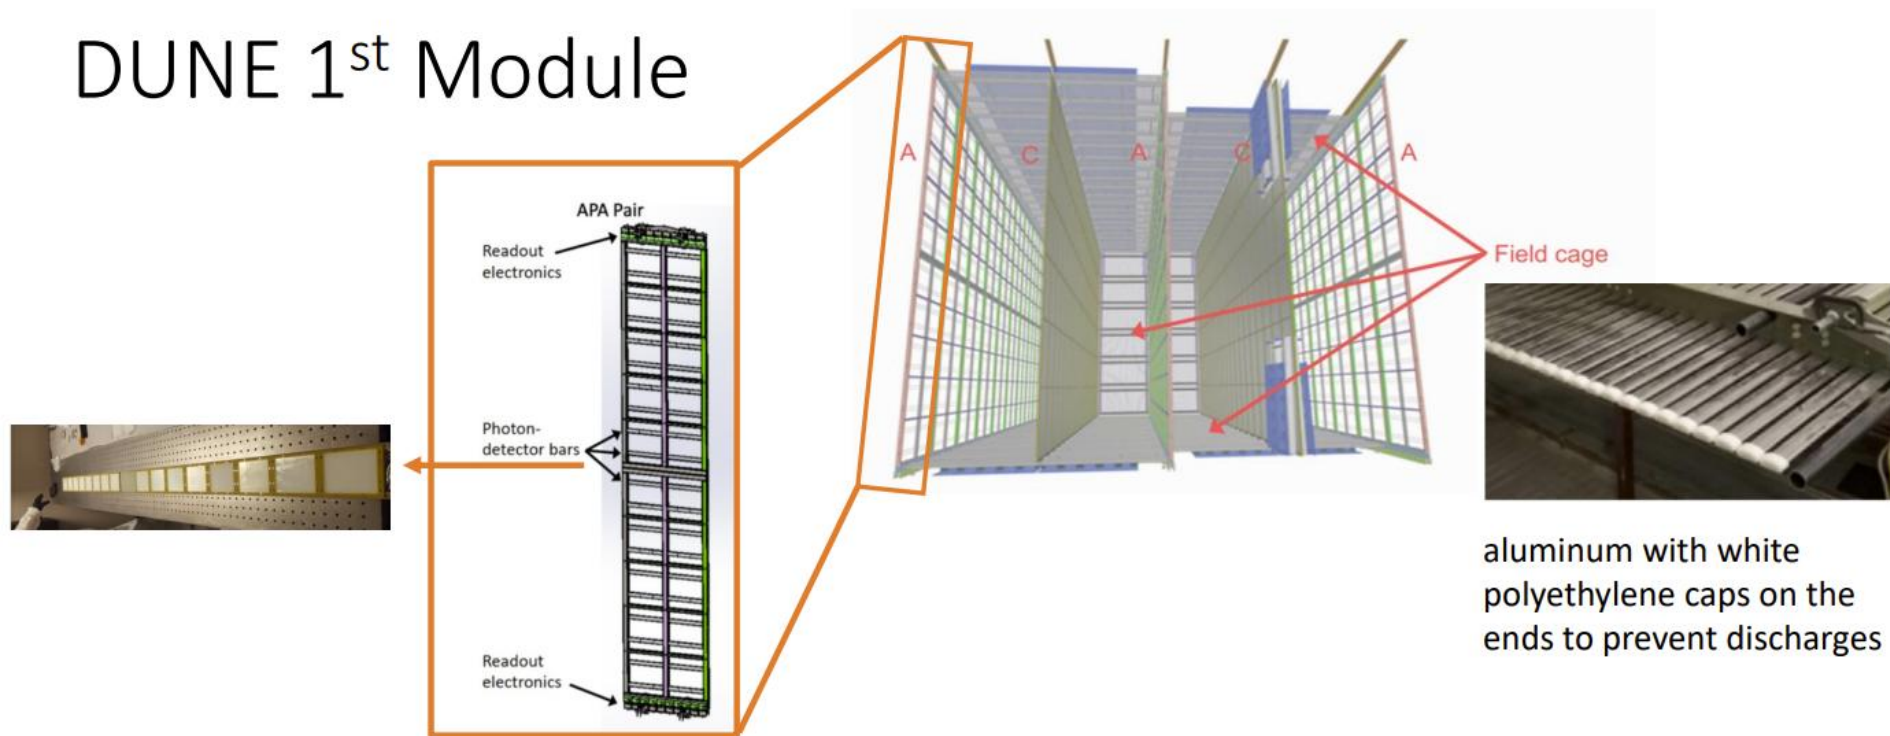 DUNE 1st Module
A
C
A
C
A
Field cage
APA Pair
Readout
electronics
Photon-
detector bars
Readout
electronics
aluminum with white
polyethylene caps on the
ends to prevent discharges